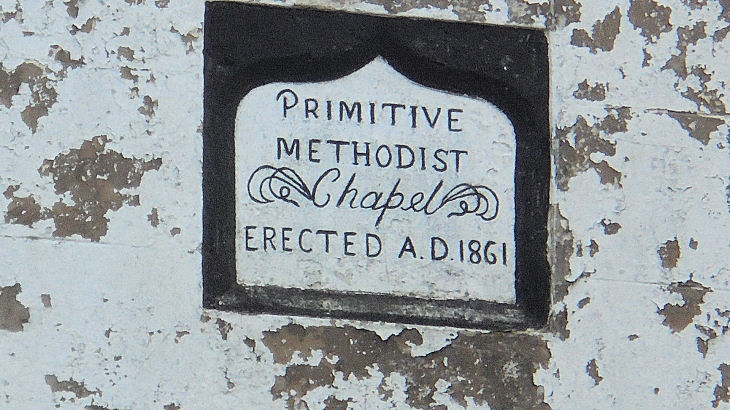 PRIMITIVE
METHODIST
Chapel
ERECTED A.D. 1861